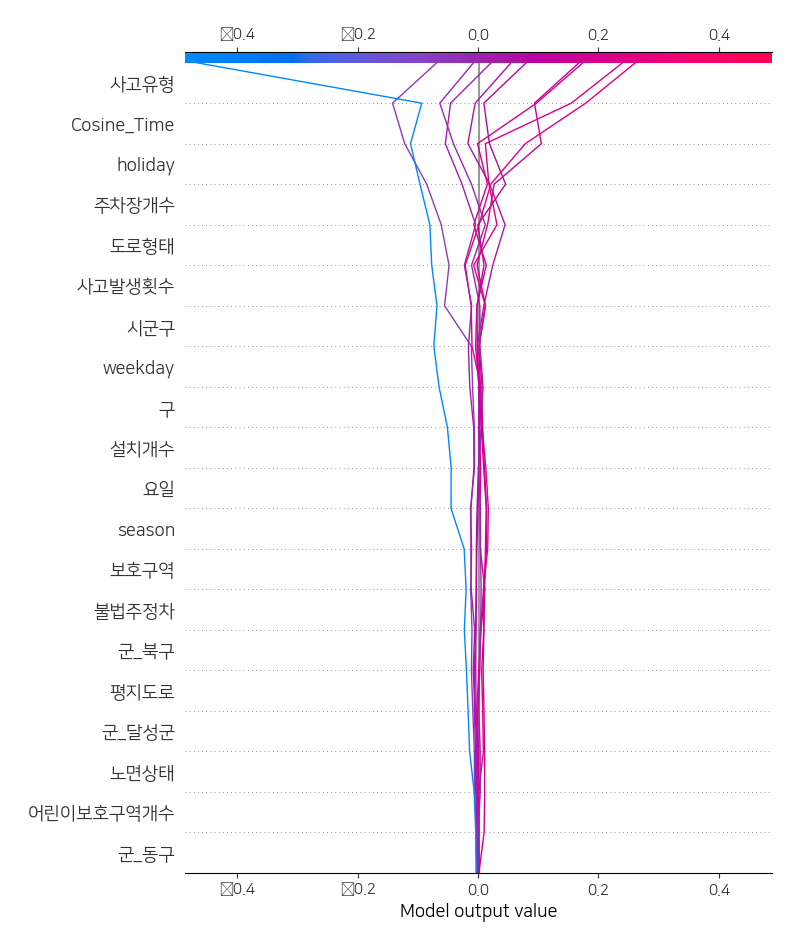 0.4 0.2 0.0 0.2 0.4
사고유형
Cosine_Time
holiday
주차장개수
도로형태
사고발생횟수
시군구
weekday
구
설치개수
요일
season
보호구역
불법주정차
군_북구
평지도로
군_달성군
노면상태
어린이보호구역개수
군_동구
0.4 0.2 0.0 0.2 0.4
Model output value